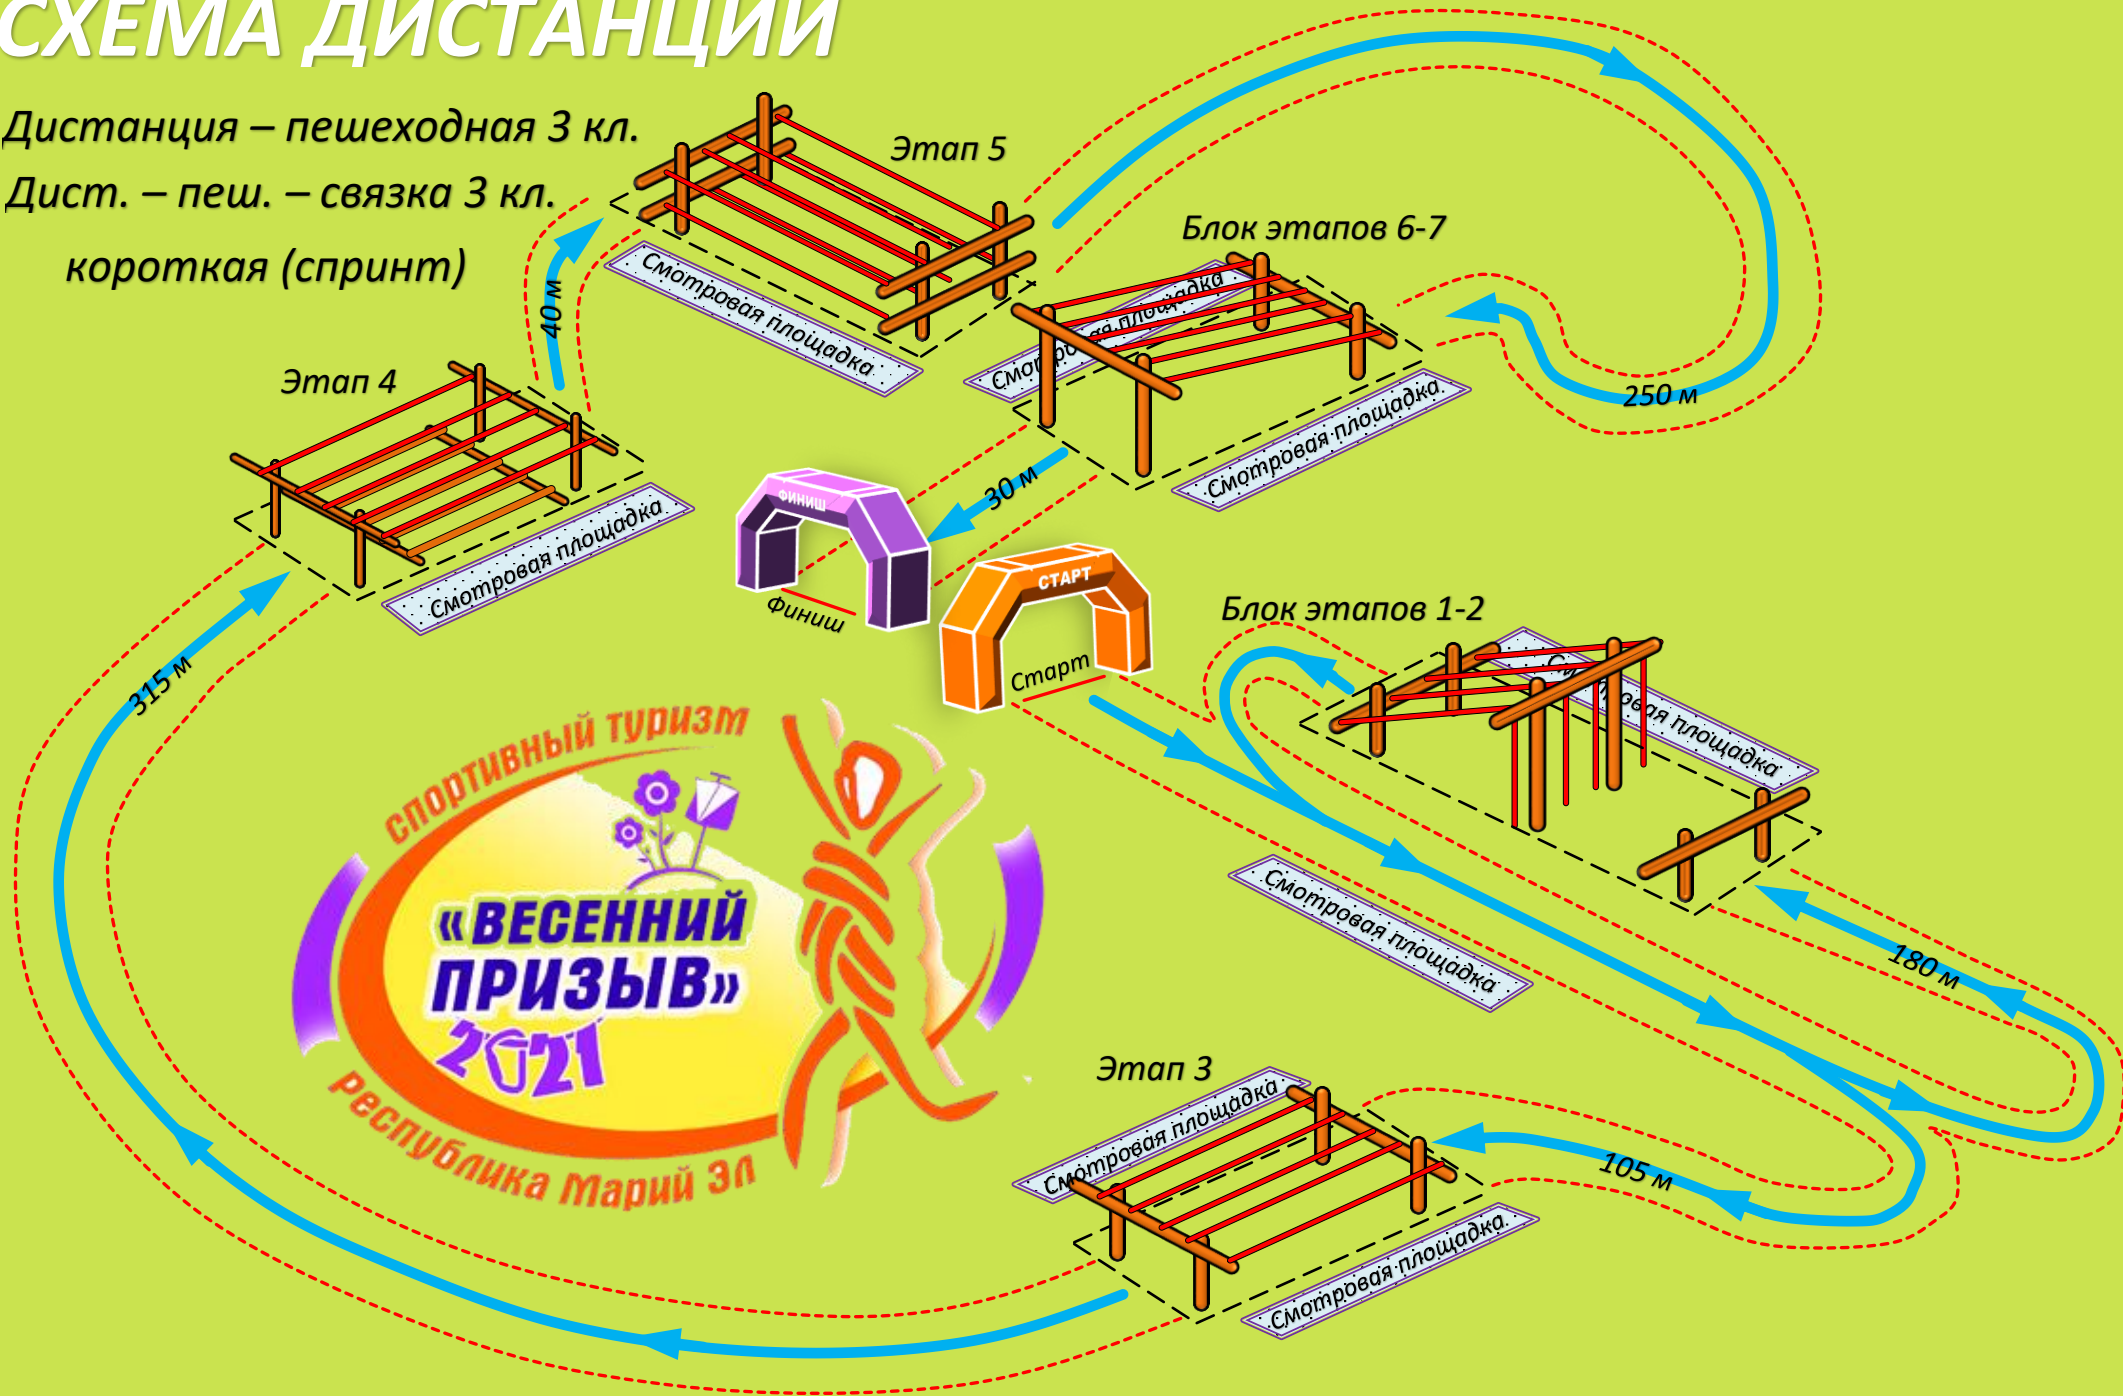 СХЕМА ДИСТАНЦИИ
Дистанция – пешеходная 3 кл.
Дист. – пеш. – связка 3 кл.
короткая (спринт)
Этап 5
Смотровая площадка
Блок этапов 6-7
Смотровая площадка
Смотровая площадка
250 м
40 м
Этап 4
Смотровая площадка
30 м
ФИНИШ
Финиш
СТАРТ
Старт
Блок этапов 1-2
Смотровая площадка
Смотровая площадка
180 м
315 м
спортивный туризм
«ВЕСЕННИЙ
ПРИЗЫВ»
2021
Республика Марий Эл
Этап 3
Смотровая площадка
Смотровая площадка
105 м